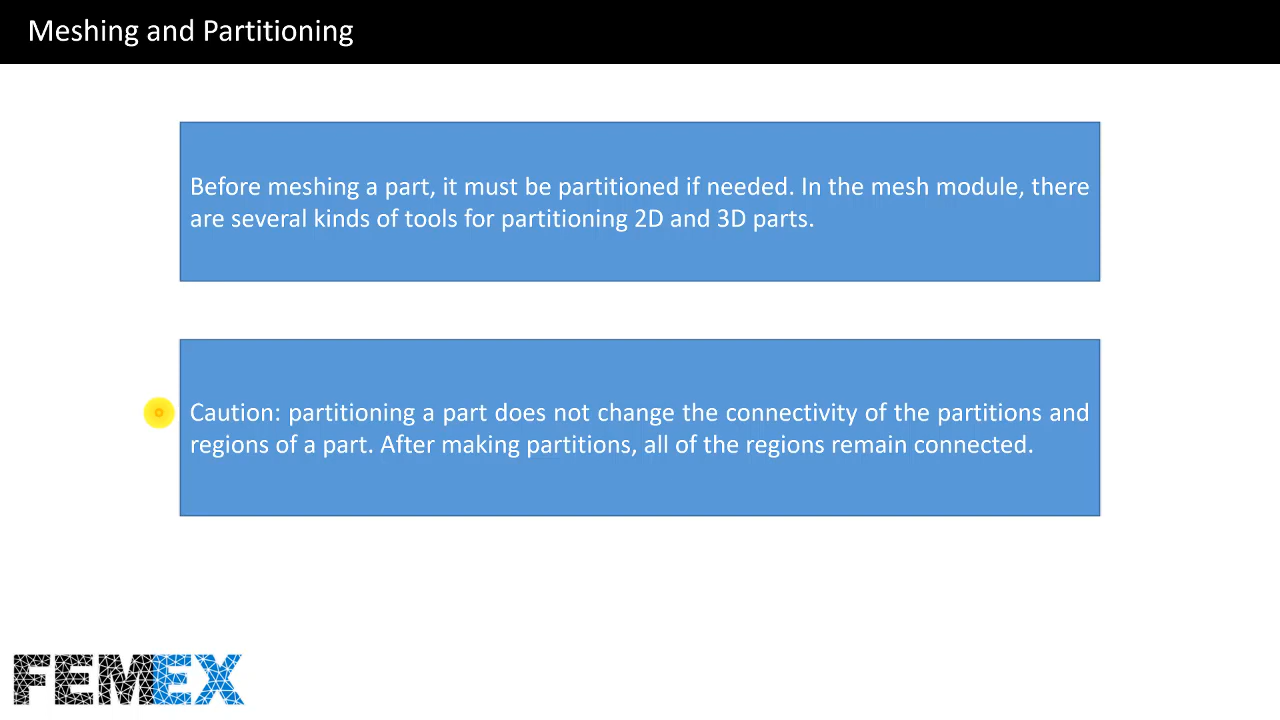 Meshing and Partitioning
Before meshing a part, it must be partitioned if needed. In the mesh module, there
are several kinds of tools for partitioning 2D and 3D parts.
Caution: partitioning a part does not change the connectivity of the partitions and
regions of a part. After making partitions, all of the regions remain connected.
FEMEX